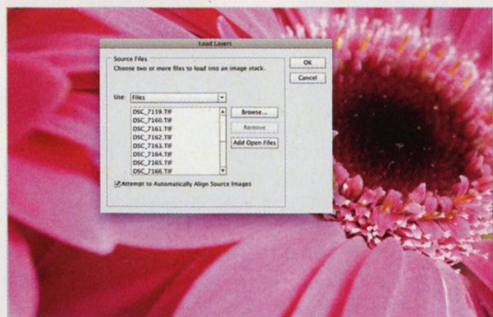 Load Layers
Source Files
Choose two or more files to load into an image stack.
OK
Cancel
Use: Files
DSC_7159.TIF
DSC_7160.TIF
DSC_7161.TIF
DSC_7162.TIF
DSC_7163.TIF
DSC_7164.TIF
DSC_7165.TIF
DSC_7166.TIF
Browse...
Remove
Add Open Files
Attempt to Automatically Align Source Images